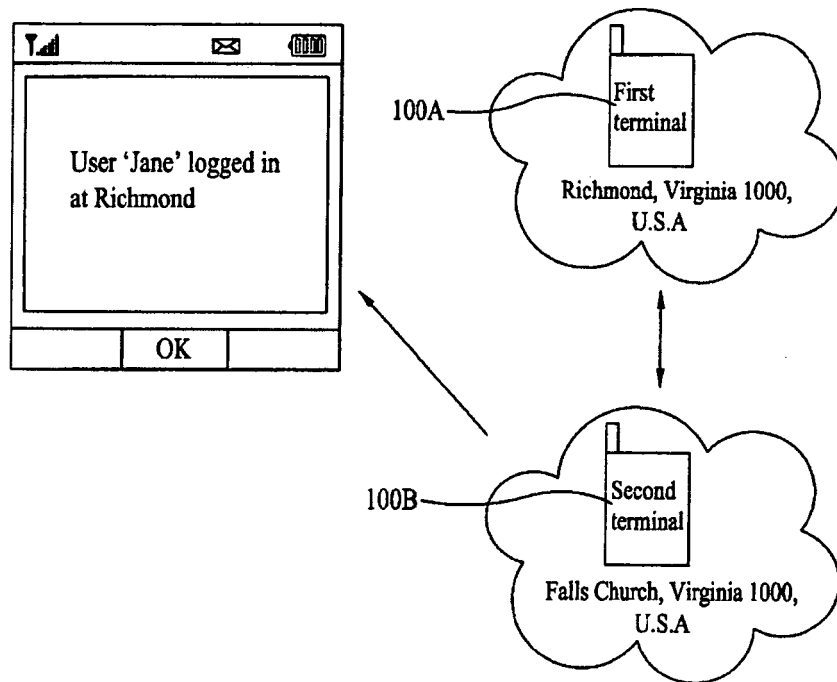 User ‘Jane’ logged in
at Richmond
OK
100A
First
terminal
Richmond, Virginia 1000,
U.S.A
100B
Second
terminal
Falls Church, Virginia 1000,
U.S.A